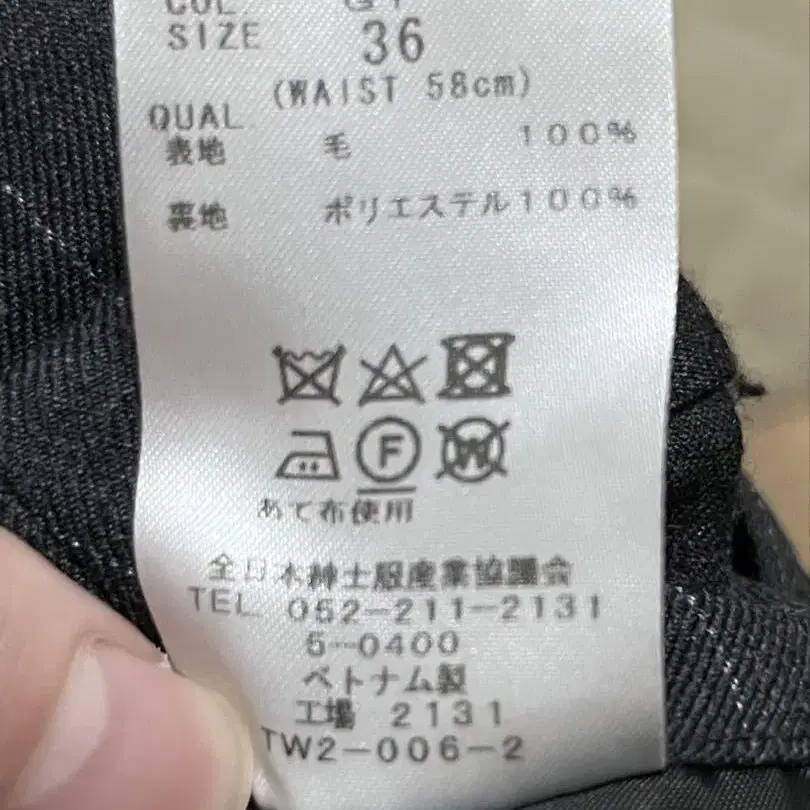 COL
SIZE 36
(WAIST 58cm)
QUAL
表地 毛 100%
裏地 ポリエステル100%
F W
あて布使用
全日本紳士服産業協議会
TEL 052-211-2131
5-0400
ベトナム製
工場 2131
TW2-006-2